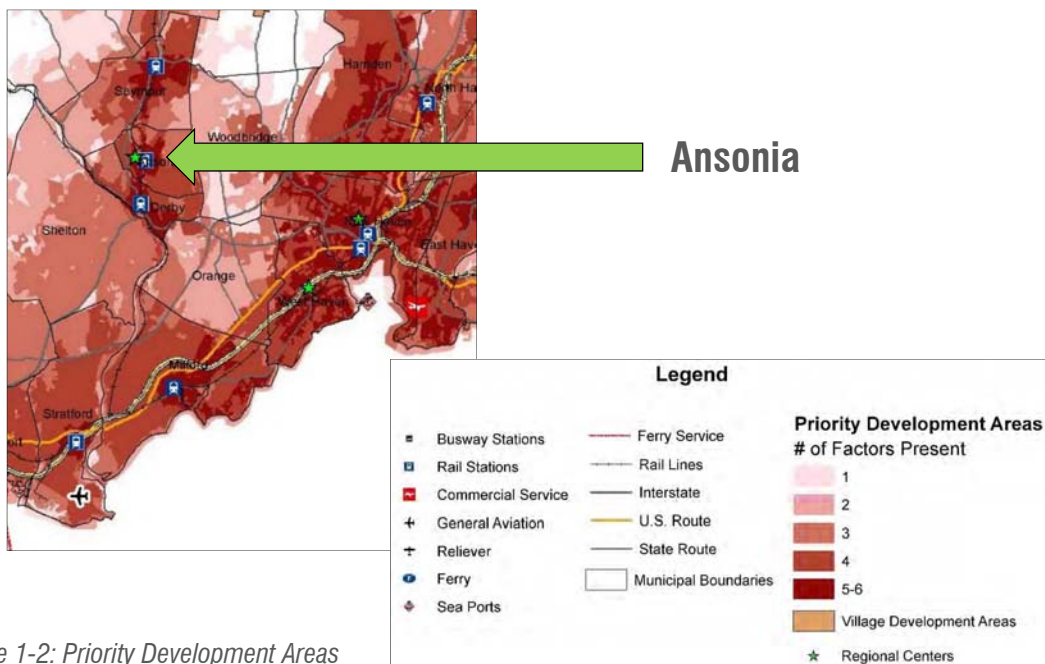 Hamden
Seymour
Woodbridge
Ansonia
Derby
Shelton
East Have
Orange
West Haven
Milford
Stratford
Legend
Busway Stations
Rail Stations
Commercial Service
General Aviation
Reliever
Ferry
Sea Ports
Ferry Service
Rail Lines
Interstate
U.S. Route
State Route
Municipal Boundaries
Priority Development Areas
# of Factors Present
1
2
3
4
5-6
Village Development Areas
Regional Centers
e 1-2: Priority Development Areas